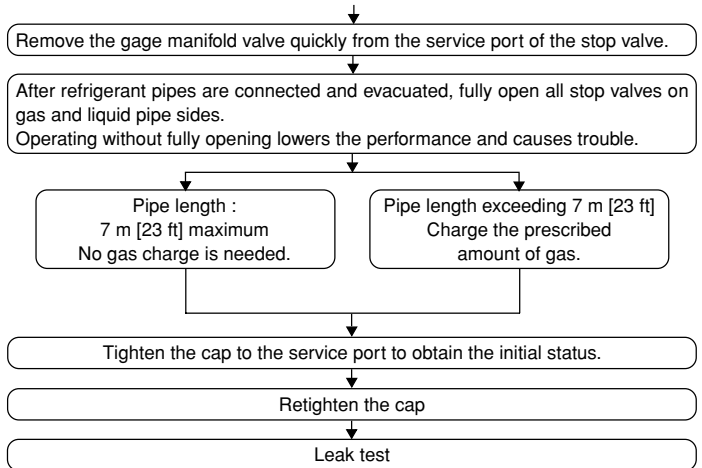 Remove the gage manifold valve quickly from the service port of the stop valve.
After refrigerant pipes are connected and evacuated, fully open all stop valves on
gas and liquid pipe sides.
Operating without fully opening lowers the performance and causes trouble.
Pipe length :
7 m [23 ft] maximum
No gas charge is needed.
Pipe length exceeding 7 m [23 ft]
Charge the prescribed
amount of gas.
Tighten the cap to the service port to obtain the initial status.
Retighten the cap
Leak test